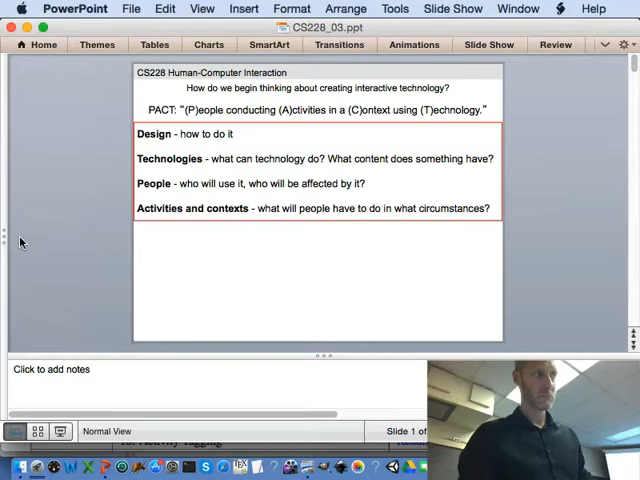 PowerPoint File Edit View Insert Format Arrange Tools Slide Show Window Help
CS228_03.ppt
Home Themes Tables Charts SmartArt Transitions Animations Slide Show Review
CS228 Human-Computer Interaction
How do we begin thinking about creating interactive technology?
PACT: "(P)eople conducting (A)ctivities in a (C)ontext using (T)echnology."
Design - how to do it
Technologies - what can technology do? What content does something have?
People - who will use it, who will be affected by it?
Activities and contexts - what will people have to do in what circumstances?
Click to add notes
Normal View Slide 1 of